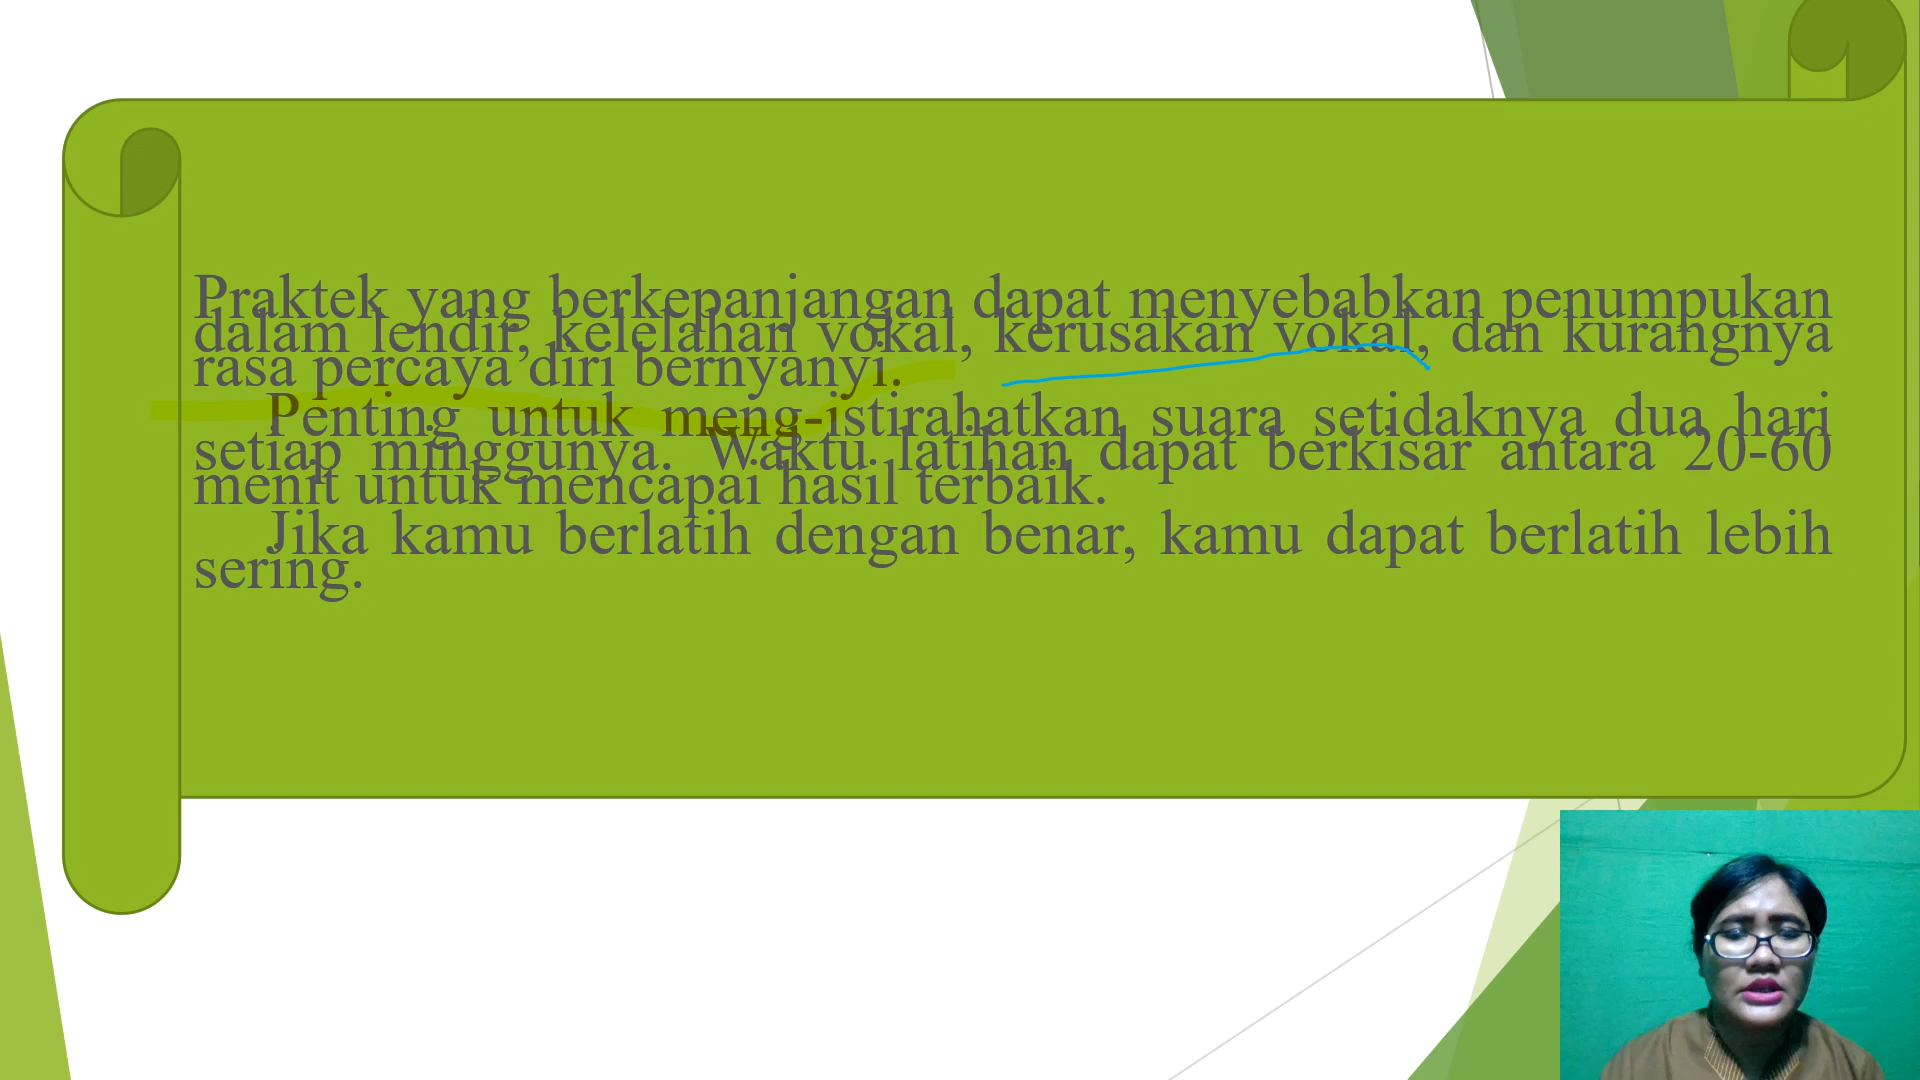 Praktek yang berkepanjangan dapat menyebabkan penumpukan
dalam lendir, kelelahan vokal, kerusakan vokal, dan kurangnya
rasa percaya diri bernyanyi.
Penting untuk meng-istirahatkan suara setidaknya dua hari
setiap minggunya. Waktu latihan dapat berkisar antara 20-60
menit untuk mencapai hasil terbaik.
Jika kamu berlatih dengan benar, kamu dapat berlatih lebih
sering.